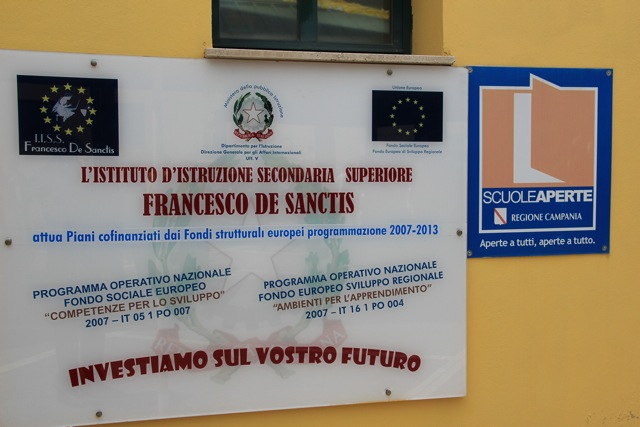 I.I.S.S.
Francesco De Sanctis
Ministero della pubblica istruzione
Dipartimento per l'Istruzione
Direzione Generale per gli Affari Internazionali
Uff. V
Unione Europea
Fondo Sociale Europeo
Fondo Europeo di Sviluppo Regionale
L'ISTITUTO D'ISTRUZIONE SECONDARIA SUPERIORE
FRANCESCO DE SANCTIS
attua Piani cofinanziati dai Fondi strutturali europei programmazione 2007-2013
PROGRAMMA OPERATIVO NAZIONALE
FONDO SOCIALE EUROPEO
"COMPETENZE PER LO SVILUPPO"
2007 – IT 05 1 PO 007
PROGRAMMA OPERATIVO NAZIONALE
FONDO EUROPEO SVILUPPO REGIONALE
"AMBIENTI PER L'APPRENDIMENTO"
2007 – IT 16 1 PO 004
INVESTIAMO SUL VOSTRO FUTURO
SCUOLEAPERTE
REGIONE CAMPANIA
Aperte a tutti, aperte a tutto.